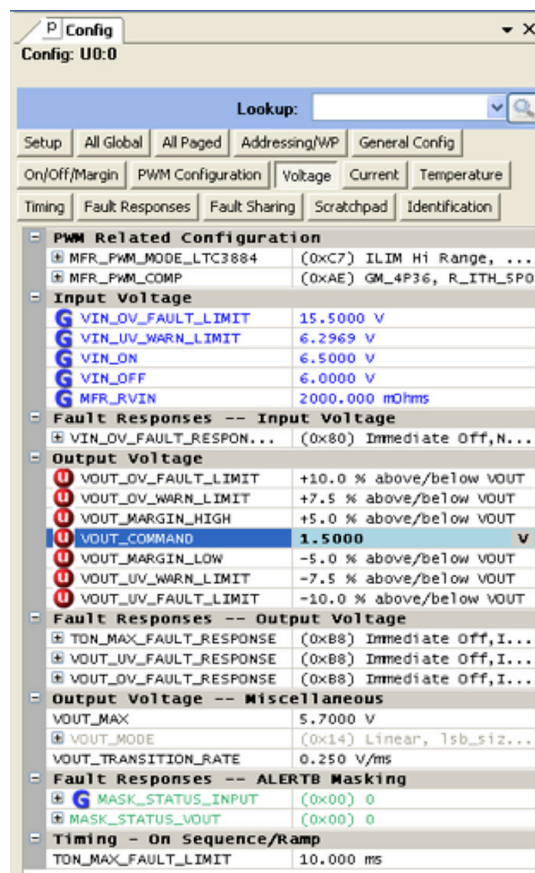 P Config
Config: U0:0
Lookup:
Setup All Global All Paged Addressing/WP General Config
On/Off/Margin PWM Configuration Voltage Current Temperature
Timing Fault Responses Fault Sharing Scratchpad Identification
PWM Related Configuration
MFR_PWM_MODE_LTC3884 (0xC7) ILIM Hi Range, ...
MFR_PWM_COMP (0xAE) GM_4P36, R_ITH_5P0
Input Voltage
G VIN_OV_FAULT_LIMIT 15.5000 V
G VIN_UV_WARN_LIMIT 6.2969 V
G VIN_ON 6.5000 V
G VIN_OFF 6.0000 V
G MFR_RVIN 2000.000 mOhms
Fault Responses -- Input Voltage
VIN_OV_FAULT_RESPON... (0x80) Immediate Off,N...
Output Voltage
U VOUT_OV_FAULT_LIMIT +10.0 % above/below VOUT
U VOUT_OV_WARN_LIMIT +7.5 % above/below VOUT
U VOUT_MARGIN_HIGH +5.0 % above/below VOUT
U VOUT_COMMAND 1.5000 V
U VOUT_MARGIN_LOW -5.0 % above/below VOUT
U VOUT_UV_WARN_LIMIT -7.5 % above/below VOUT
U VOUT_UV_FAULT_LIMIT -10.0 % above/below VOUT
Fault Responses -- Output Voltage
TON_MAX_FAULT_RESPONSE (0xB8) Immediate Off,I...
VOUT_UV_FAULT_RESPONSE (0xB8) Immediate Off,I...
VOUT_OV_FAULT_RESPONSE (0xB8) Immediate Off,I...
Output Voltage -- Miscellaneous
VOUT_MAX 5.7000 V
VOUT_MODE (0x14) Linear, lsb_siz...
VOUT_TRANSITION_RATE 0.250 V/ms
Fault Responses -- ALERTB Masking
G MASK_STATUS_INPUT (0x00) 0
MASK_STATUS_VOUT (0x00) 0
Timing - On Sequence/Ramp
TON_MAX_FAULT_LIMIT 10.000 ms